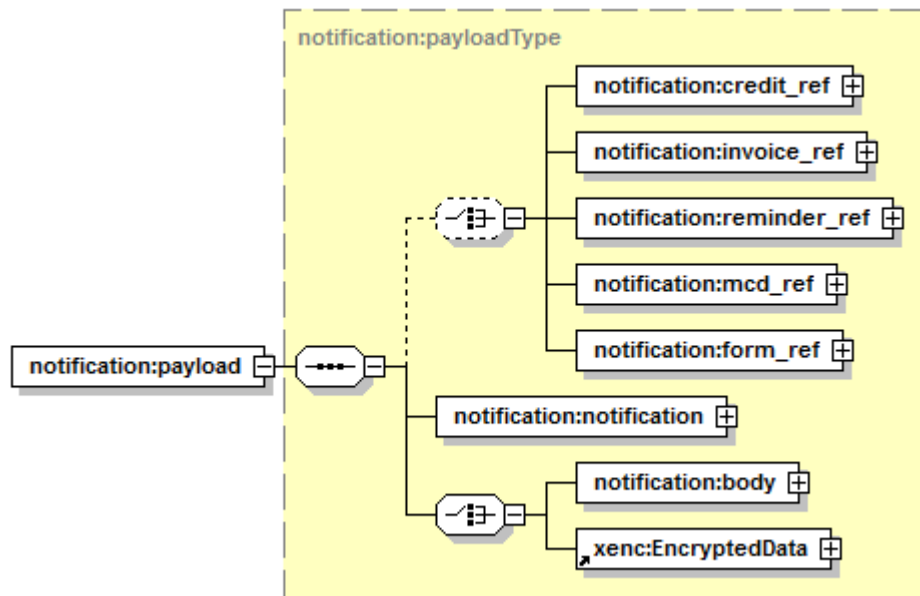 notification:payloadType
notification:credit_ref
notification:invoice_ref
notification:reminder_ref
notification:mcd_ref
notification:form_ref
notification:payload
notification:notification
notification:body
xenc:EncryptedData